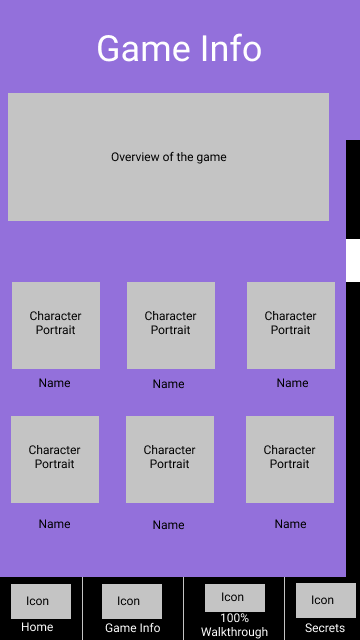 Game Info
Overview of the game
Character
Portrait
Character
Portrait
Character
Portrait
Name
Name
Name
Character
Portrait
Character
Portrait
Character
Portrait
Name
Name
Name
Icon
Home
Icon
Game Info
Icon
100%
Walkthrough
Icon
Secrets